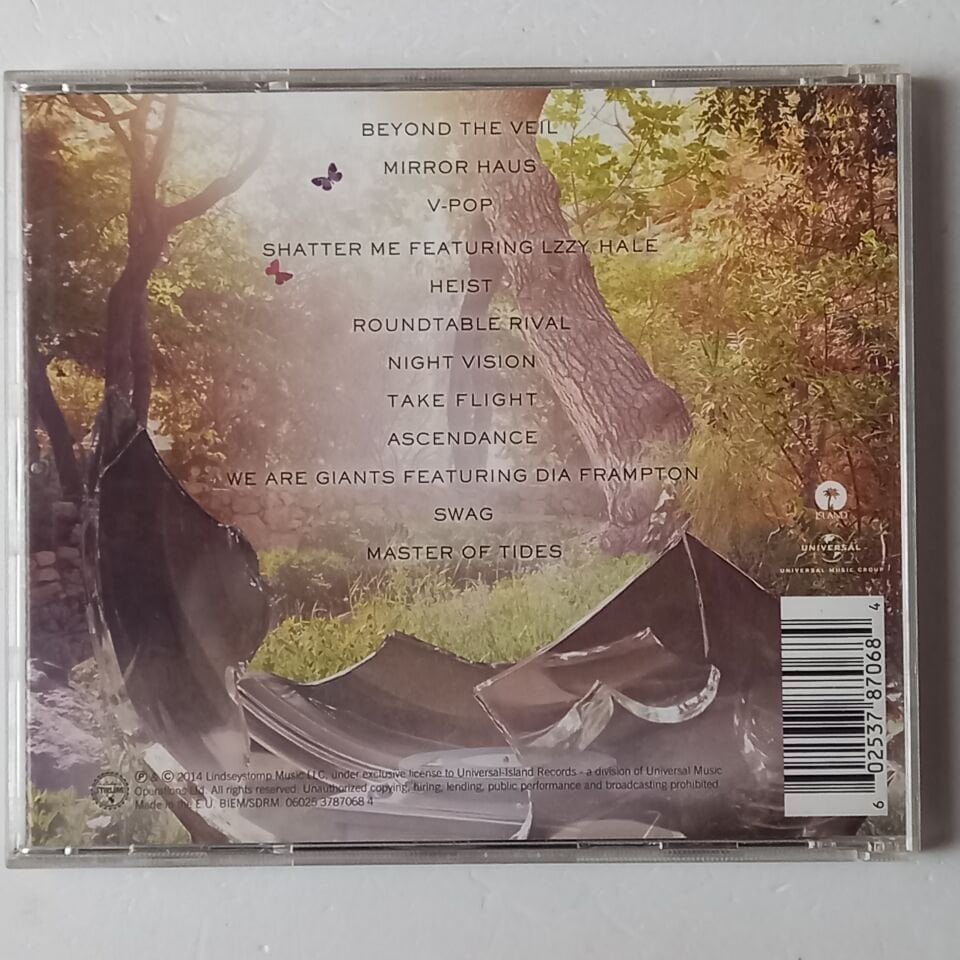 BEYOND THE VEIL
MIRROR HAUS
V-POP
SHATTER ME FEATURING LZZY HALE
HEIST
ROUNDTABLE RIVAL
NIGHT VISION
TAKE FLIGHT
ASCENDANCE
WE ARE GIANTS FEATURING DIA FRAMPTON
SWAG
MASTER OF TIDES
ISLAND
UNIVERSAL
UNIVERSAL MUSIC GROUP
6 02537 87068 4
STRUM
℗ & © 2014 Lindseystomp Music LLC, under exclusive license to Universal-Island Records - a division of Universal Music
Operations Ltd. All rights reserved. Unauthorized copying, hiring, lending, public performance and broadcasting prohibited.
Made in the E.U. BIEM/SDRM 06025 3787068 4